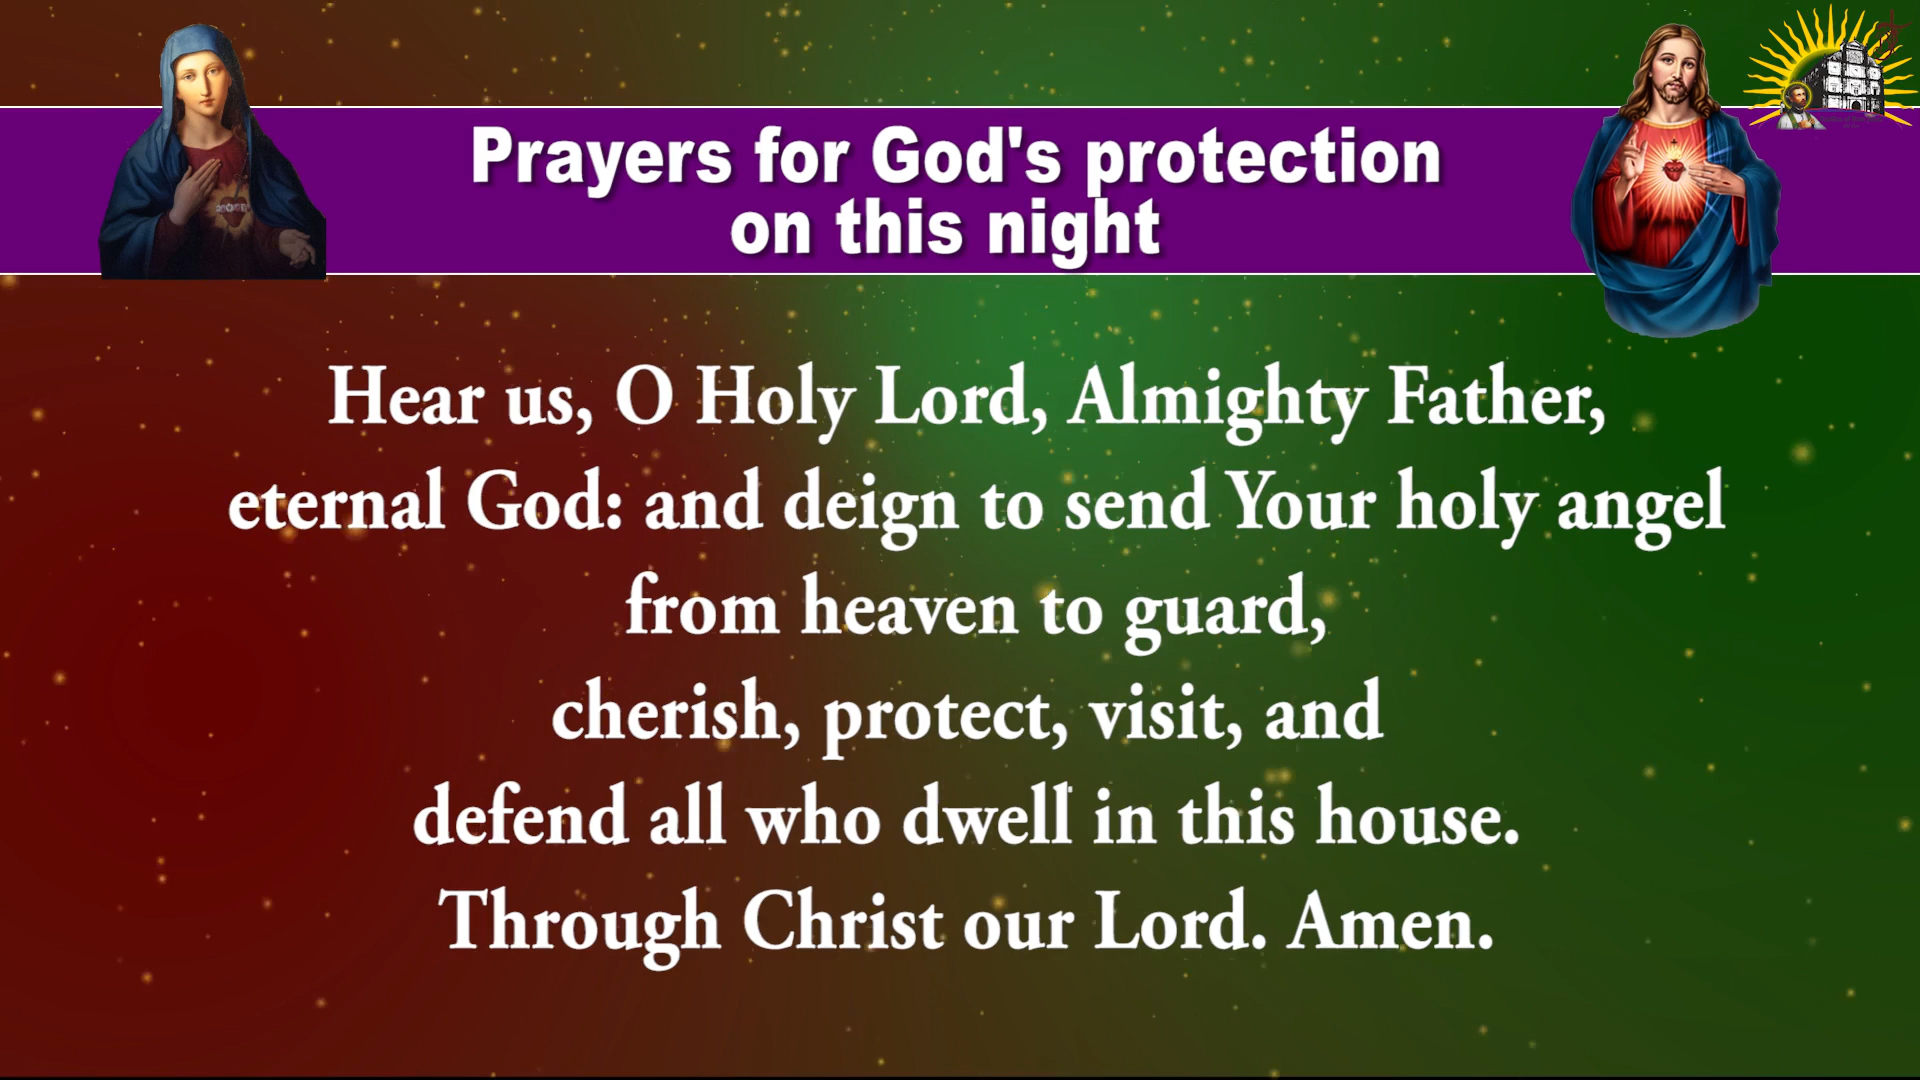 Prayers for God's protection
on this night
Hear us, O Holy Lord, Almighty Father,
eternal God: and deign to send Your holy angel
from heaven to guard,
cherish, protect, visit, and
defend all who dwell in this house.
Through Christ our Lord. Amen.